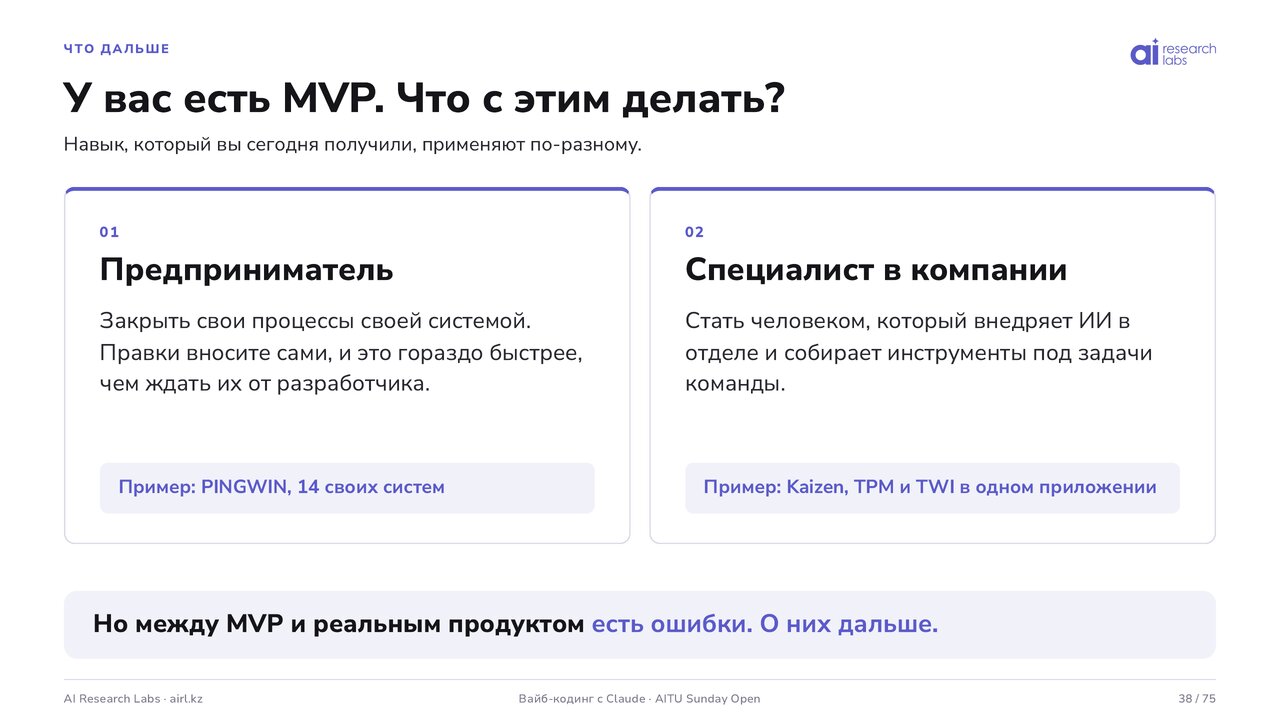 ЧТО ДАЛЬШЕ
ai research labs
У вас есть MVP. Что с этим делать?
Навык, который вы сегодня получили, применяют по-разному.
01
Предприниматель
Закрыть свои процессы своей системой.
Правки вносите сами, и это гораздо быстрее,
чем ждать их от разработчика.
Пример: PINGWIN, 14 своих систем
02
Специалист в компании
Стать человеком, который внедряет ИИ в
отделе и собирает инструменты под задачи
команды.
Пример: Kaizen, TPM и TWI в одном приложении
Но между MVP и реальным продуктом есть ошибки. О них дальше.
AI Research Labs · airl.kz
Вайб-кодинг с Claude · AITU Sunday Open
38 / 75